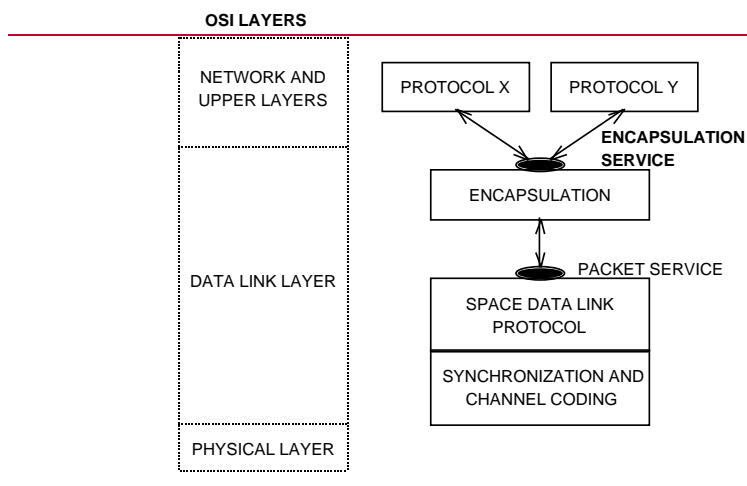 OSI LAYERS
NETWORK AND
UPPER LAYERS
PROTOCOL X
PROTOCOL Y
ENCAPSULATION
SERVICE
ENCAPSULATION
DATA LINK LAYER
PACKET SERVICE
SPACE DATA LINK
PROTOCOL
SYNCHRONIZATION AND
CHANNEL CODING
PHYSICAL LAYER